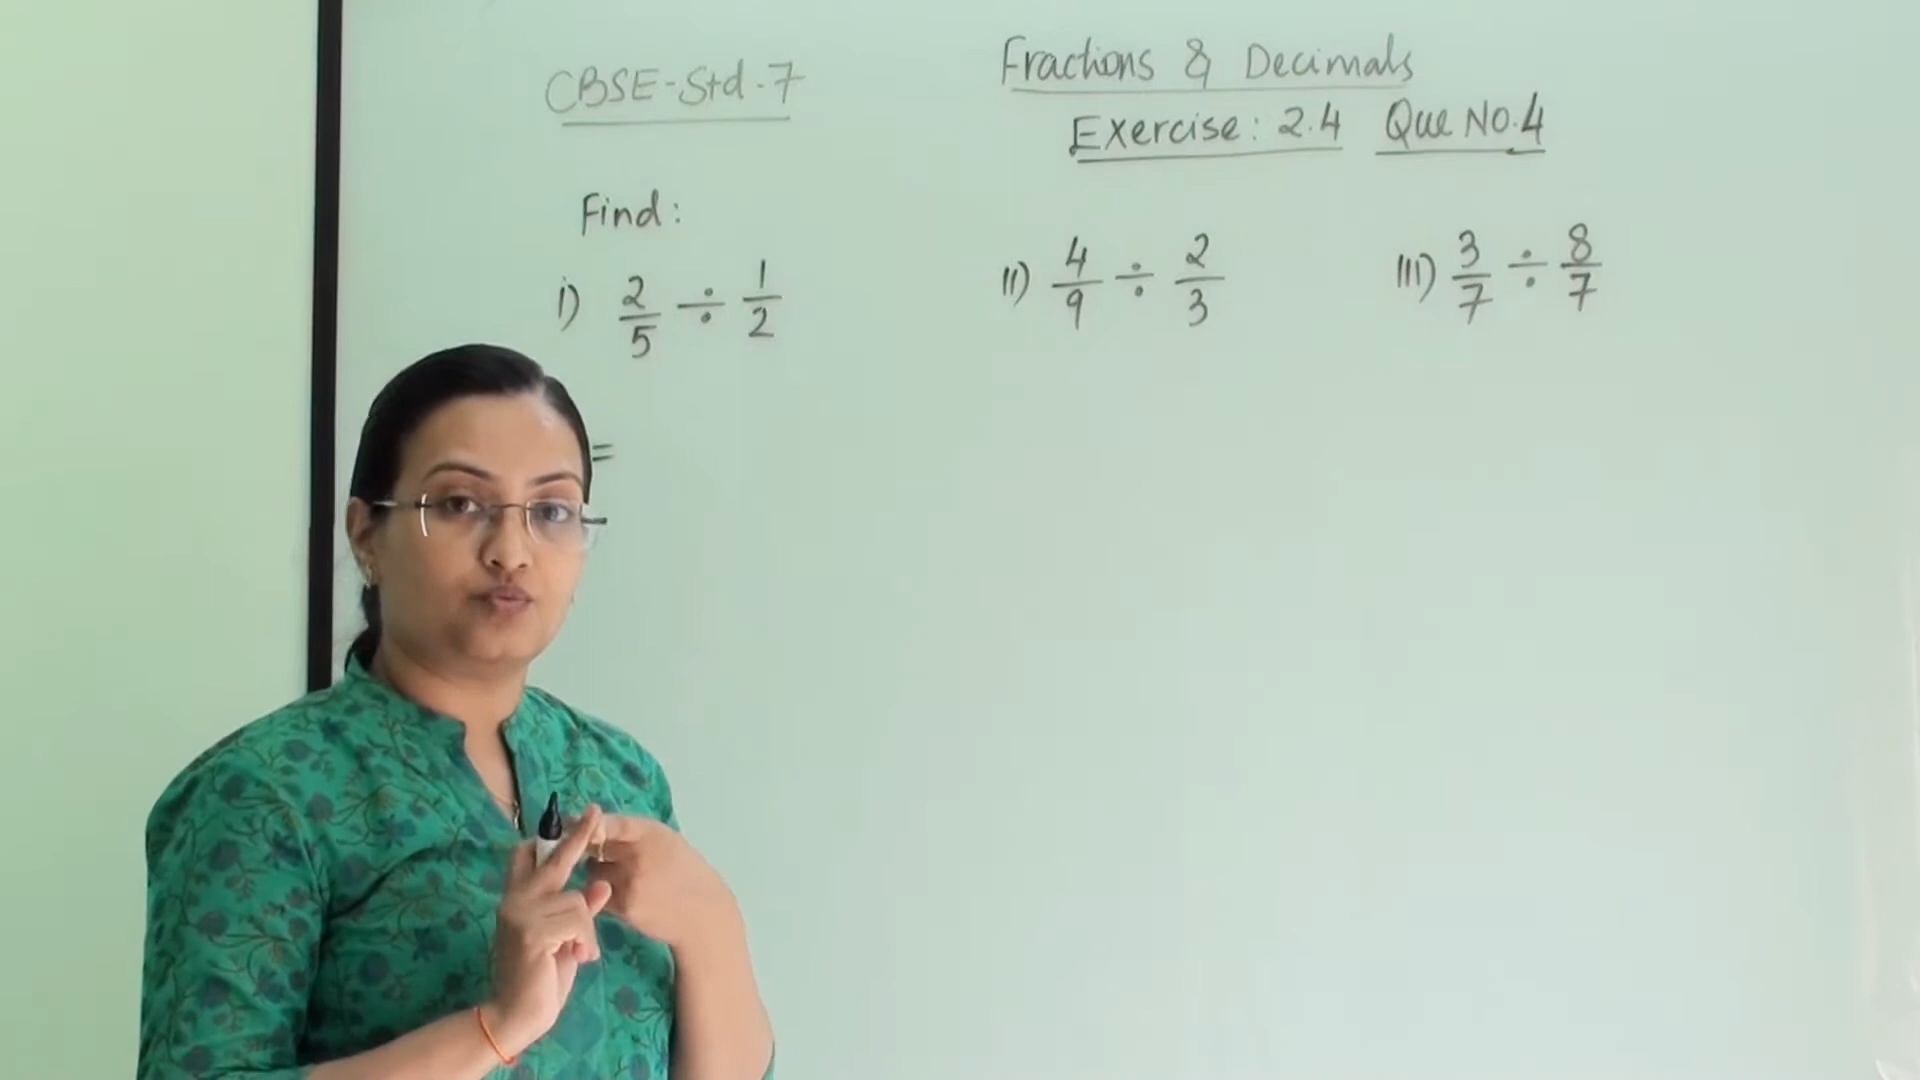 CBSE-Std-7
Fractions & Decimals
Exercise: 2.4 Que No.4
Find:
i) 2/5 ÷ 1/2
II) 4/9 ÷ 2/3
III) 3/7 ÷ 8/7
=